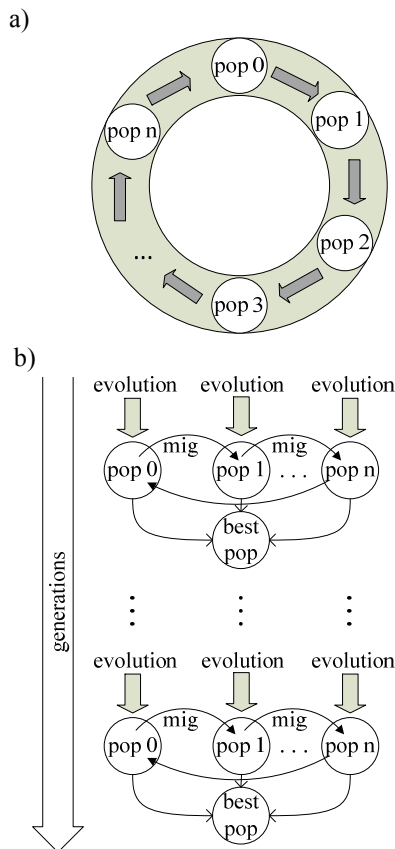 a)
pop 0
pop n
pop 1
pop 2
...
pop 3
b)
evolution evolution evolution
mig mig
pop 0 pop 1 . . . pop n
best
pop
generations
evolution evolution evolution
mig mig
pop 0 pop 1 . . . pop n
best
pop